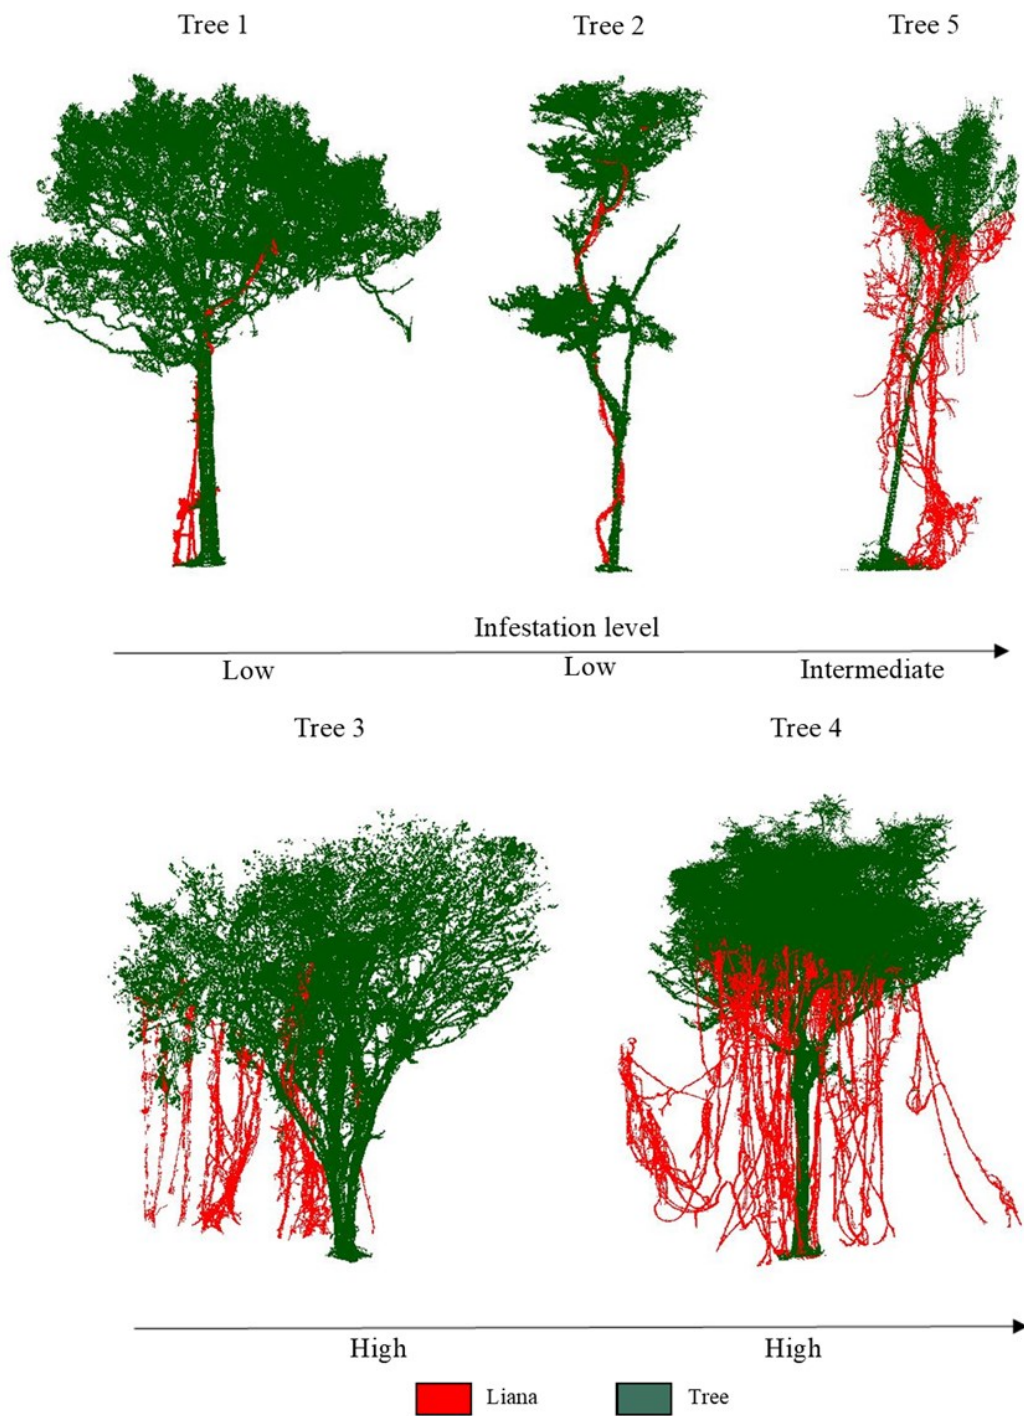 Tree 1
Tree 2
Tree 5
Infestation level
Low
Low
Intermediate
Tree 3
Tree 4
High
High
Liana
Tree